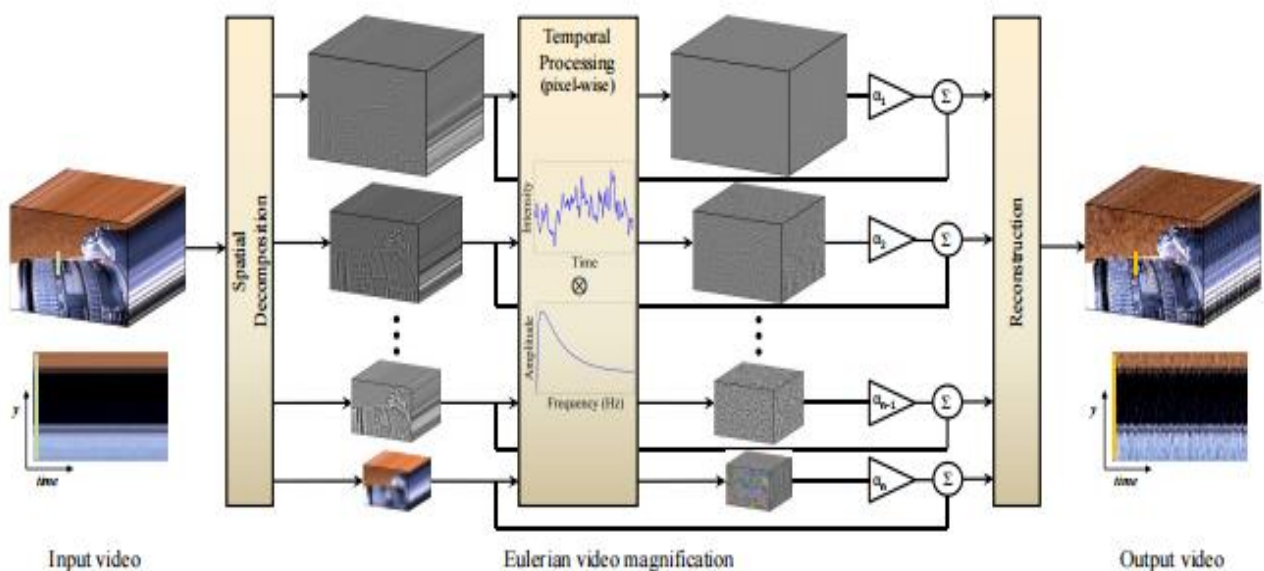 Spatial
Decomposition
Temporal
Processing
(pixel-wise)
Intensity
Time
⊗
Amplitude
Frequency (Hz)
α1
Σ
α2
Σ
αn-1
Σ
αn
Σ
Reconstruction
y
time
y
time
Input video
Eulerian video magnification
Output video